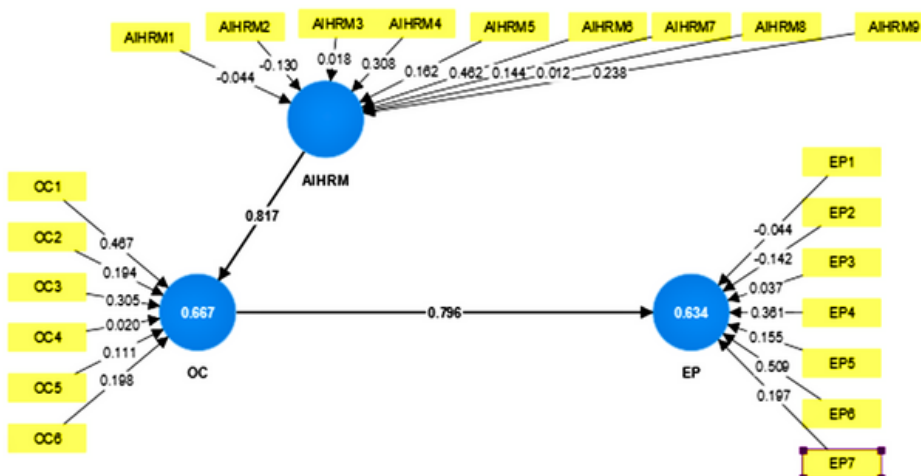 AIHRM1
AIHRM2
AIHRM3
AIHRM4
AIHRM5
AIHRM6
AIHRM7
AIHRM8
AIHRM9
-0.044
-0.130
0.018
0.308
0.162
0.462
0.144
0.012
0.238
AIHRM
0.817
OC1
OC2
OC3
OC4
OC5
OC6
0.467
0.194
0.305
0.020
0.111
0.198
0.667
OC
0.796
0.634
EP
-0.044
-0.142
0.037
0.361
0.155
0.509
0.197
EP1
EP2
EP3
EP4
EP5
EP6
EP7